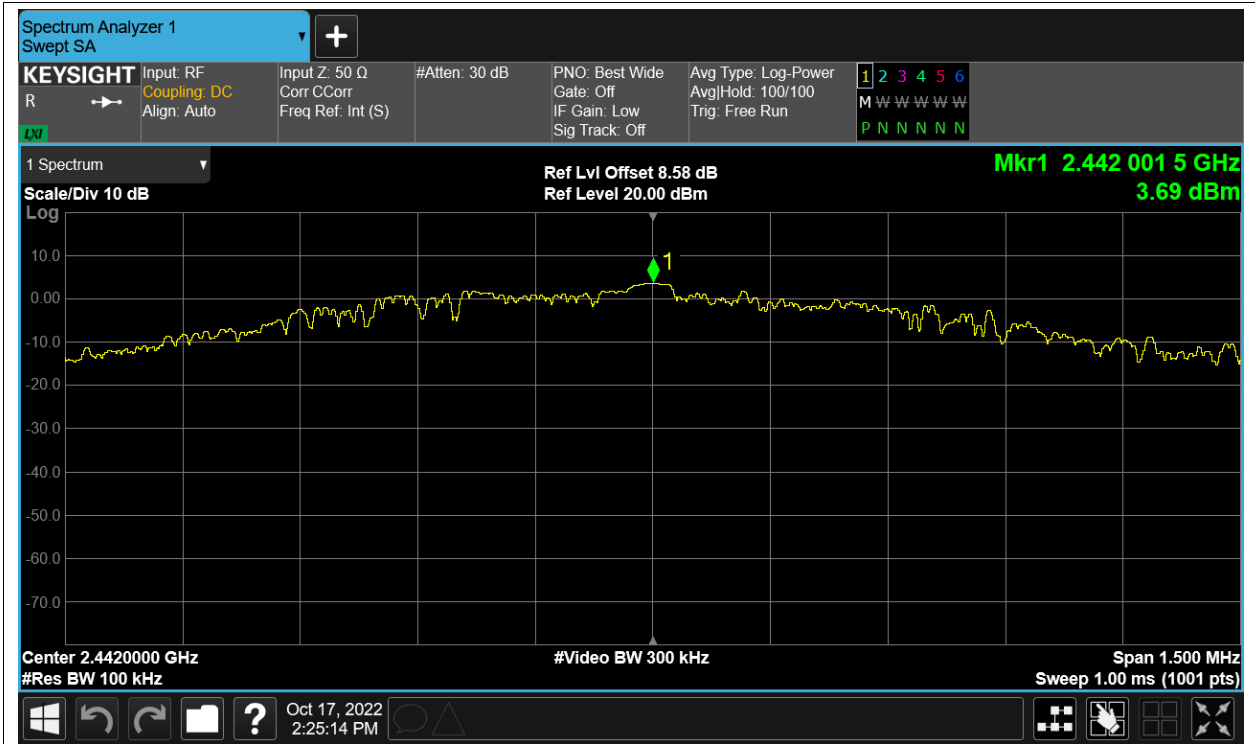 Spectrum Analyzer 1
Swept SA
KEYSIGHT
R
LXI
Input: RF
Coupling: DC
Align: Auto
Input Z: 50 Ω
Corr CCorr
Freq Ref: Int (S)
#Atten: 30 dB
PNO: Best Wide
Gate: Off
IF Gain: Low
Sig Track: Off
Avg Type: Log-Power
Avg|Hold: 100/100
Trig: Free Run
1 2 3 4 5 6
M W W W W W
P N N N N N
1 Spectrum
Scale/Div 10 dB
Log
Ref Lvl Offset 8.58 dB
Ref Level 20.00 dBm
Mkr1 2.442 001 5 GHz
3.69 dBm
1
10.0
0.00
-10.0
-20.0
-30.0
-40.0
-50.0
-60.0
-70.0
Center 2.4420000 GHz
#Res BW 100 kHz
#Video BW 300 kHz
Span 1.500 MHz
Sweep 1.00 ms (1001 pts)
?
Oct 17, 2022
2:25:14 PM